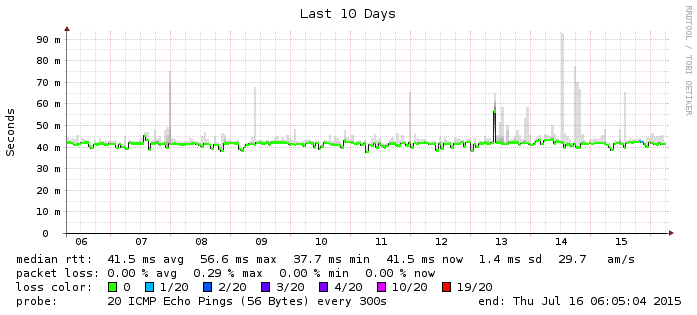 Last 10 Days
RRDTOOL / TOBI OETIKER
Seconds
90 m
80 m
70 m
60 m
50 m
40 m
30 m
20 m
10 m
0
06 07 08 09 10 11 12 13 14 15
median rtt: 41.5 ms avg 56.6 ms max 37.7 ms min 41.5 ms now 1.4 ms sd 29.7 am/s
packet loss: 0.00 % avg 0.29 % max 0.00 % min 0.00 % now
loss color: 0 1/20 2/20 3/20 4/20 10/20 19/20
probe: 20 ICMP Echo Pings (56 Bytes) every 300s end: Thu Jul 16 06:05:04 2015